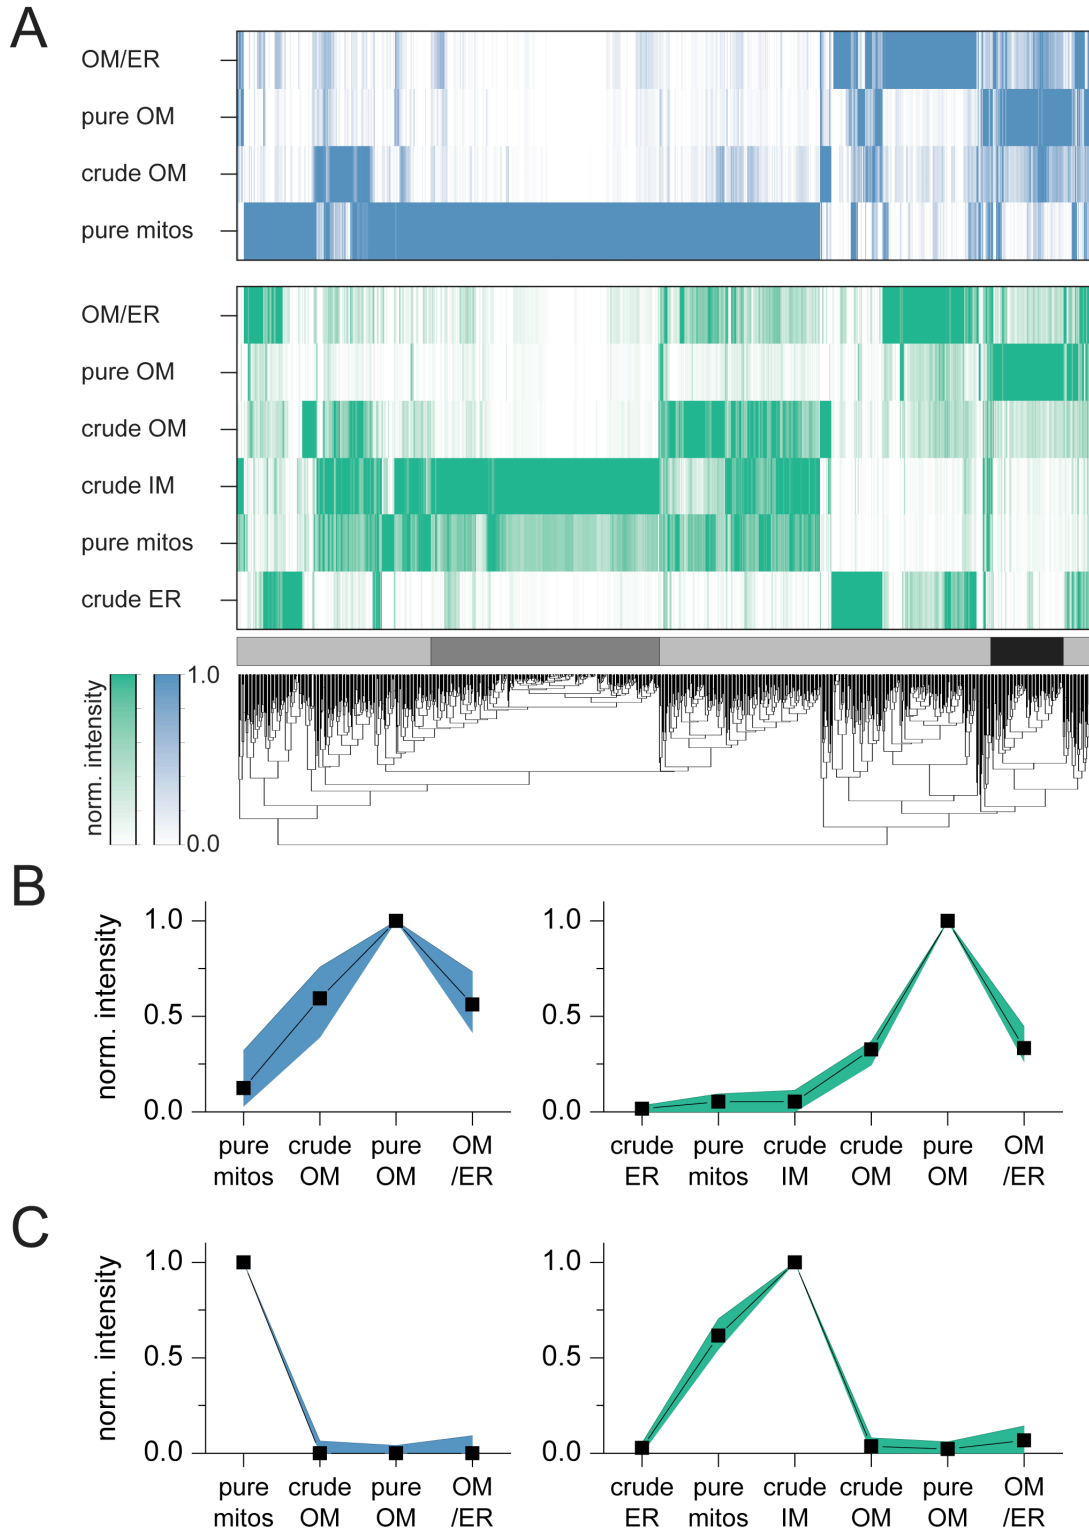 A
OM/ER
pure OM
crude OM
pure mitos
OM/ER
pure OM
crude OM
crude IM
pure mitos
crude ER
norm. intensity
1.0
0.0
B
norm. intensity
1.0
0.5
0.0
pure mitos
crude OM
pure OM
OM /ER
1.0
0.5
0.0
crude ER
pure mitos
crude IM
crude OM
pure OM
OM /ER
C
norm. intensity
1.0
0.5
0.0
pure mitos
crude OM
pure OM
OM /ER
1.0
0.5
0.0
crude ER
pure mitos
crude IM
crude OM
pure OM
OM /ER